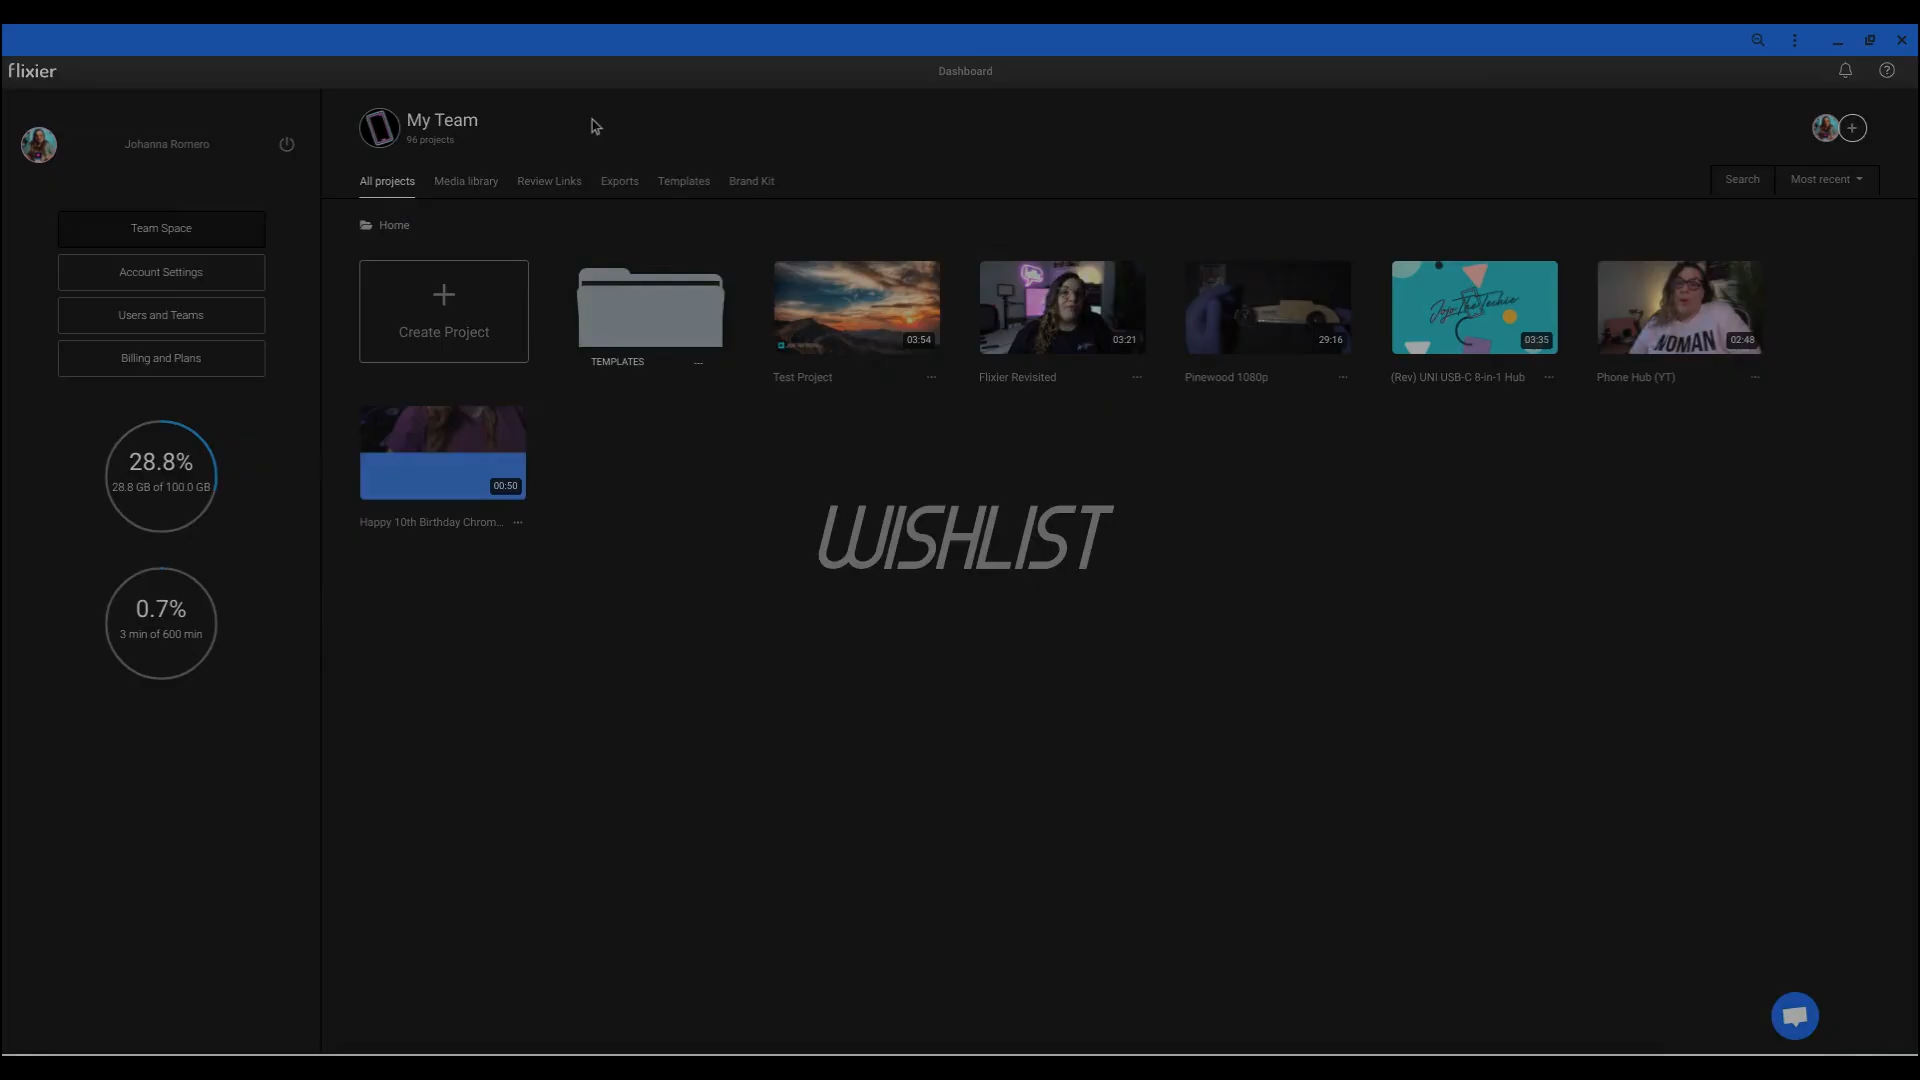 flixier
Dashboard
Johanna Romero
My Team
96 projects
All projects
Media library
Review Links
Exports
Templates
Brand Kit
Search
Most recent
Team Space
Account Settings
Users and Teams
Billing and Plans
Home
Create Project
TEMPLATES
03:54
Test Project
03:21
Flixier Revisited
29:16
Pinewood 1080p
03:35
(Rev) UNI USB-C 8-in-1 Hub
WOMAN
02:48
Phone Hub (YT)
28.8%
28.8 GB of 100.0 GB
00:50
Happy 10th Birthday Chrom...
WISHLIST
0.7%
3 min of 600 min